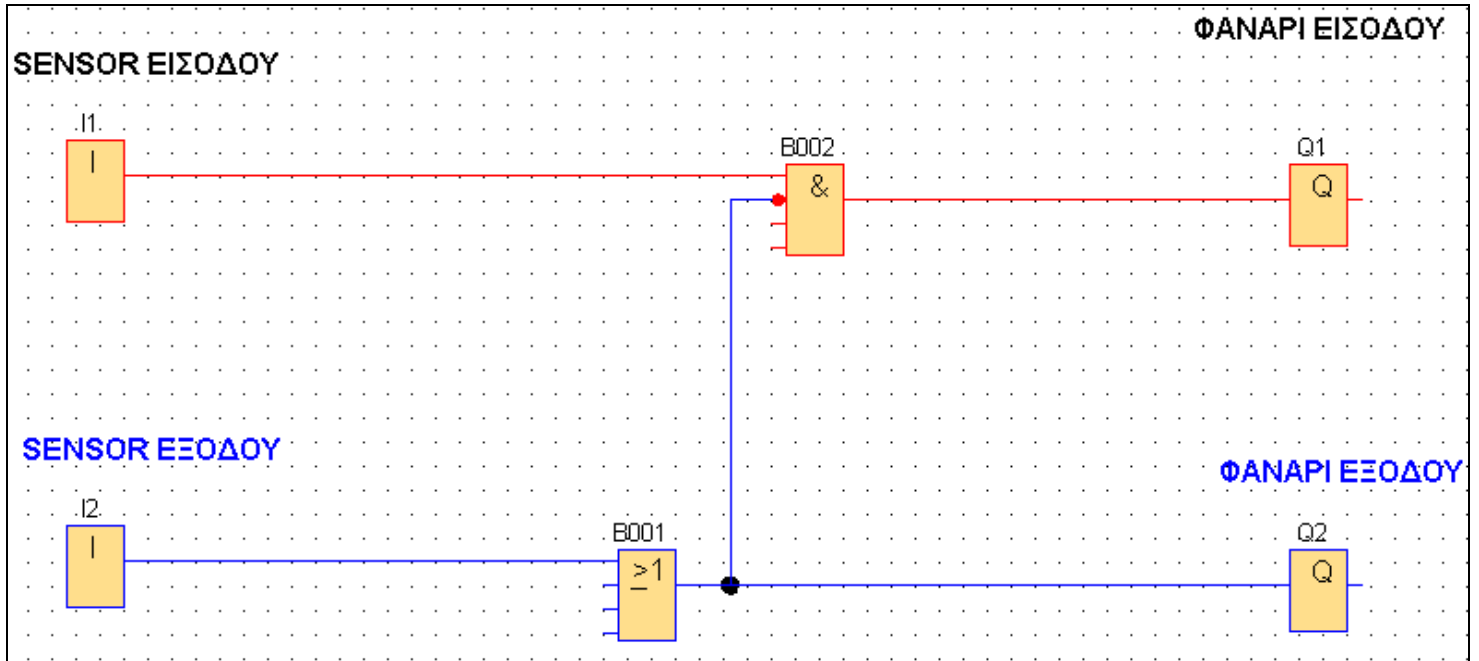 ΦΑΝΑΡΙ ΕΙΣΟΔΟΥ
SENSOR ΕΙΣΟΔΟΥ
I1
I
B002
&
Q1
Q
SENSOR ΕΞΟΔΟΥ
ΦΑΝΑΡΙ ΕΞΟΔΟΥ
I2
I
B001
≥1
Q2
Q